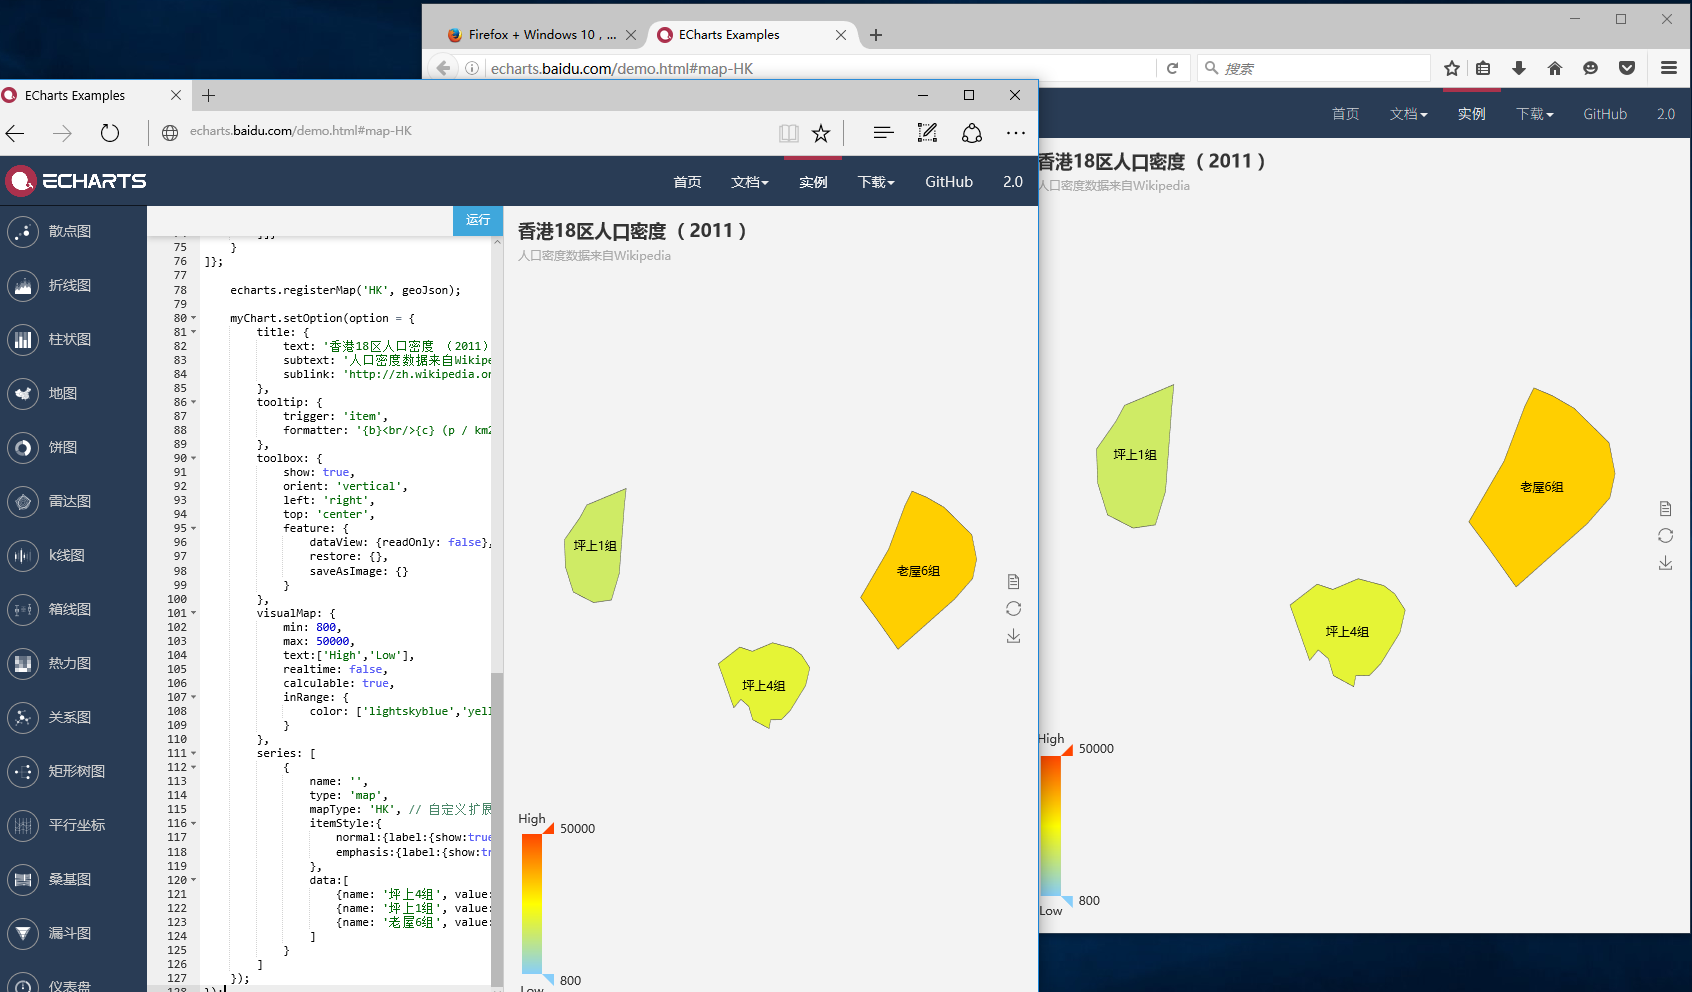 Firefox + Windows 10 , ...
ECharts Examples
echarts.baidu.com/demo.html#map-HK
搜索
首页 文档 实例 下载 GitHub 2.0
香港18区人口密度 （2011）
人口密度数据来自Wikipedia
坪上1组
老屋6组
坪上4组
High
50000
800
Low
ECharts Examples
echarts.baidu.com/demo.html#map-HK
ECHARTS
首页 文档 实例 下载 GitHub 2.0
散点图
折线图
柱状图
地图
饼图
雷达图
k线图
箱线图
热力图
关系图
矩形树图
平行坐标
桑基图
漏斗图
仪表盘
运行
75 }
76 ]};
77
78 echarts.registerMap('HK', geoJson);
79
80 myChart.setOption(option = {
81 title: {
82 text: '香港18区人口密度 （2011）
83 subtext: '人口密度数据来自Wikipe
84 sublink: 'http://zh.wikipedia.or
85 },
86 tooltip: {
87 trigger: 'item',
88 formatter: '{b}<br/>{c} (p / km2
89 },
90 toolbox: {
91 show: true,
92 orient: 'vertical',
93 left: 'right',
94 top: 'center',
95 feature: {
96 dataView: {readOnly: false},
97 restore: {},
98 saveAsImage: {}
99 }
100 },
101 visualMap: {
102 min: 800,
103 max: 50000,
104 text:['High','Low'],
105 realtime: false,
106 calculable: true,
107 inRange: {
108 color: ['lightskyblue','yell
109 }
110 },
111 series: [
112 {
113 name: '',
114 type: 'map',
115 mapType: 'HK', // 自定义扩展
116 itemStyle:{
117 normal:{label:{show:true
118 emphasis:{label:{show:tr
119 },
120 data:[
121 {name: '坪上4组', value:
122 {name: '坪上1组', value:
123 {name: '老屋6组', value:
124 ]
125 }
126 ]
127 });
128 });
香港18区人口密度 （2011）
人口密度数据来自Wikipedia
坪上1组
老屋6组
坪上4组
High
50000
800
Low